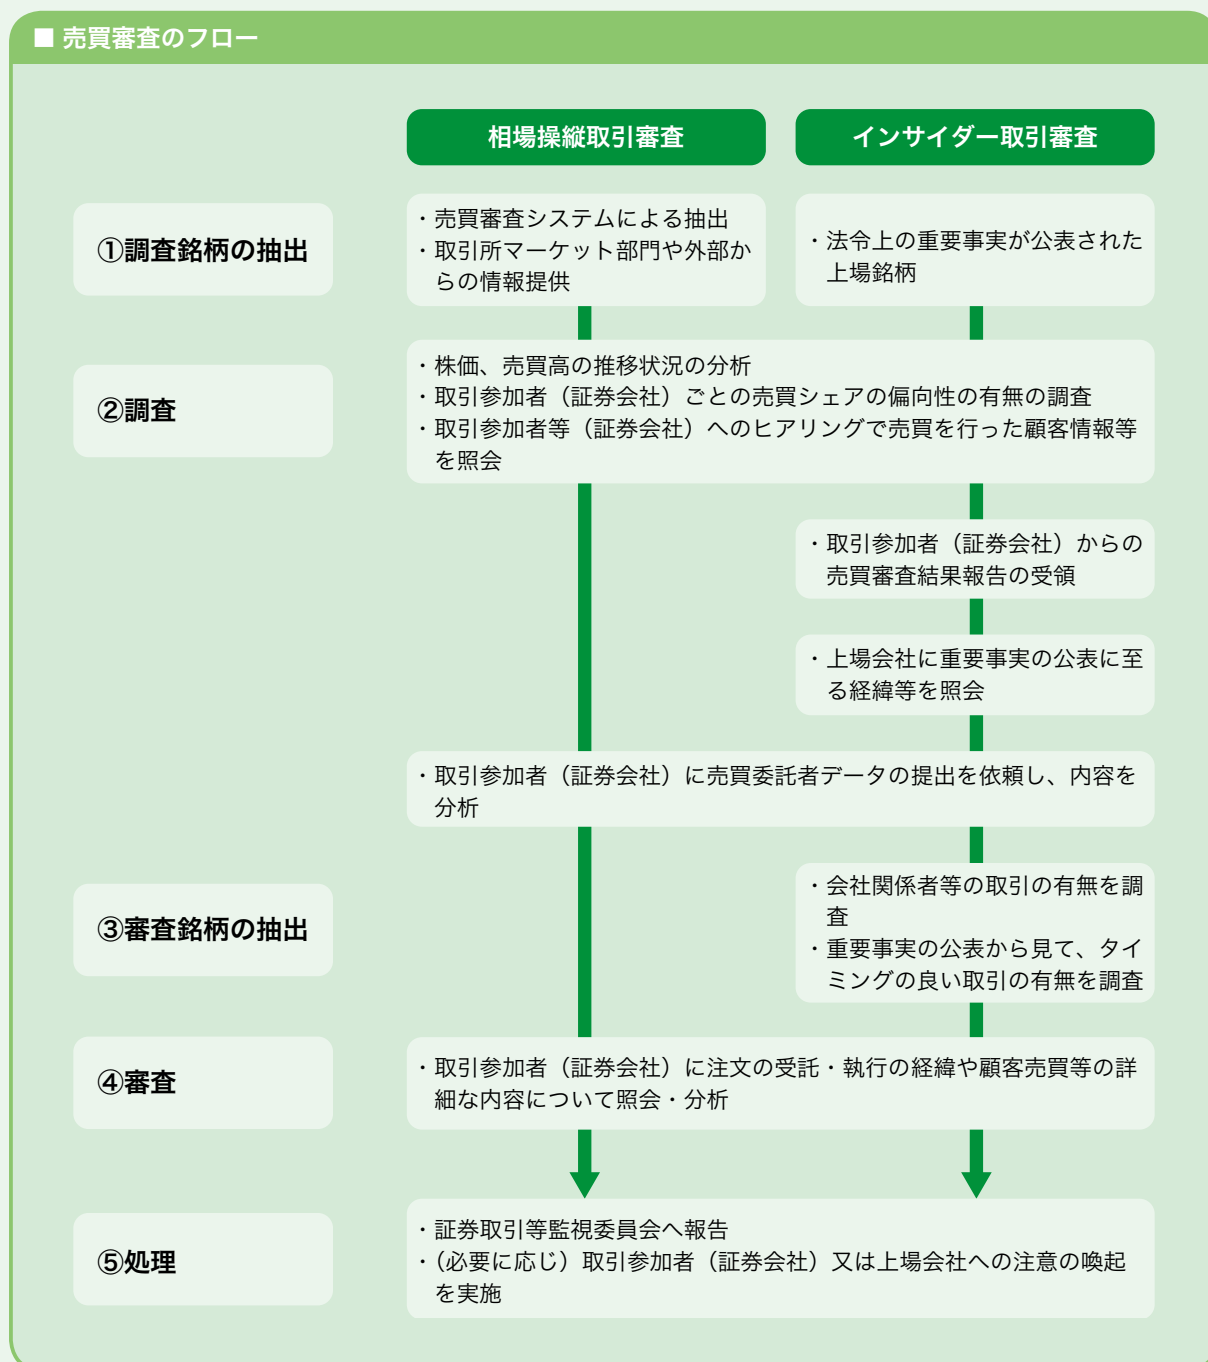 ■ 売買審査のフロー
相場操縦取引審査
インサイダー取引審査
①調査銘柄の抽出
・売買審査システムによる抽出
・取引所マーケット部門や外部か
らの情報提供
・法令上の重要事実が公表された
上場銘柄
②調査
・株価、売買高の推移状況の分析
・取引参加者（証券会社）ごとの売買シェアの偏向性の有無の調査
・取引参加者等（証券会社）へのヒアリングで売買を行った顧客情報等
を照会
・取引参加者（証券会社）からの
売買審査結果報告の受領
・上場会社に重要事実の公表に至
る経緯等を照会
・取引参加者（証券会社）に売買委託者データの提出を依頼し、内容を
分析
③審査銘柄の抽出
・会社関係者等の取引の有無を調
査
・重要事実の公表から見て、タイ
ミングの良い取引の有無を調査
④審査
・取引参加者（証券会社）に注文の受託・執行の経緯や顧客売買等の詳
細な内容について照会・分析
⑤処理
・証券取引等監視委員会へ報告
・（必要に応じ）取引参加者（証券会社）又は上場会社への注意の喚起
を実施